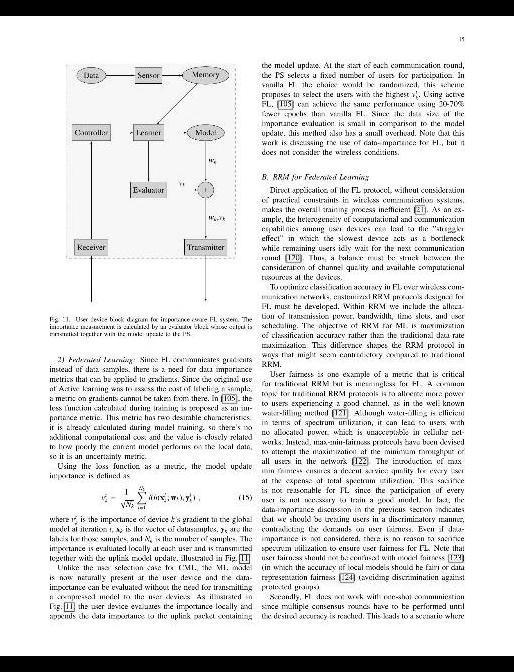 15
Data
Sensor
Memory
Controller
Learner
Model
w_k
Evaluator
v_k
+
w_k, v_k
Receiver
Transmitter
Fig. 11. User device block diagram for importance-aware FL system. The
importance measurement is calculated by an evaluator block whose output is
transmitted together with the model update to the PS.
2) Federated Learning: Since FL communicates gradients
instead of data samples, there is a need for data importance
metrics that can be applied to gradients. Since the original use
of Active learning was to assess the cost of labeling a sample,
a metric on gradients cannot be taken from there. In [105], the
loss function calculated during training is proposed as an im-
portance metric. This metric has two desirable characteristics:
it is already calculated during model training, so there's no
additional computational cost and the value is closely related
to how poorly the current model performs on the local data,
so it is an uncertainty metric.
Using the loss function as a metric, the model update
importance is defined as
(15)
where v_k^t is the importance of device k's gradient to the global
model at iteration t, x_k is the vector of datasamples, y_k are the
labels for those samples, and N_k is the number of samples. The
importance is evaluated locally at each user and is transmitted
together with the uplink model update, illustrated in Fig. 11.
Unlike the user selection case for CML, the ML model
is now naturally present at the user device and the data-
importance can be evaluated without the need for transmitting
a compressed model to the user devices. As illustrated in
Fig. 11, the user device evaluates the importance locally and
appends the data importance to the uplink packet containing
the model update. At the start of each communication round,
the PS selects a fixed number of users for participation. In
vanilla FL the choice would be randomized, this scheme
proposes to select the users with the highest v_k^t. Using active
FL, [105] can achieve the same performance using 20-70%
fewer epochs than vanilla FL. Since the data size of the
importance evaluation is small in comparison to the model
update, this method also has a small overhead. Note that this
work is discussing the use of data-importance for FL, but it
does not consider the wireless conditions.
B. RRM for Federated Learning
Direct application of the FL protocol, without consideration
of practical constraints in wireless communication systems,
makes the overall training process inefficient [21]. As an ex-
ample, the heterogeneity of computational and communication
capabilities among user devices can lead to the "straggler
effect" in which the slowest device acts as a bottleneck
while remaining users idly wait for the next communication
round [120]. Thus, a balance must be struck between the
consideration of channel quality and available computational
resources at the devices.
To optimize classification accuracy in FL over wireless com-
munication networks, customized RRM protocols designed for
FL must be developed. Within RRM we include the alloca-
tion of transmission power, bandwidth, time slots, and user
scheduling. The objective of RRM for ML is maximization
of classification accuracy rather than the traditional data rate
maximization. This difference shapes the RRM protocol in
ways that might seem contradictory compared to traditional
RRM.
User fairness is one example of a metric that is critical
for traditional RRM but is meaningless for FL. A common
topic for traditional RRM protocols is to allocate more power
to users experiencing a good channel, as in the well known
water-filling method [121]. Although water-filling is efficient
in terms of spectrum utilization, it can lead to users with
no allocated power, which is unacceptable in cellular net-
works. Instead, max-min-fairness protocols have been devised
to attempt the maximization of the minimum throughput of
all users in the network [122]. The introduction of max-
min fairness ensures a decent service quality for every user
at the expense of total spectrum utilization. This sacrifice
is not reasonable for FL since the participation of every
user is not necessary to train a good model. In fact, the
data-importance discussion in the previous section indicates
that we should be treating users in a discriminatory manner,
contradicting the demands on user fairness. Even if data-
importance is not considered, there is no reason to sacrifice
spectrum utilization to ensure user fairness for FL. Note that
user fairness should not be confused with model fairness [123]
(in which the accuracy of local models should be fair) or data
representation fairness [124] (avoiding discrimination against
protected groups).
Secondly, FL does not work with one-shot communication
since multiple consensus rounds have to be performed until
the desired accuracy is reached. This leads to a scenario where